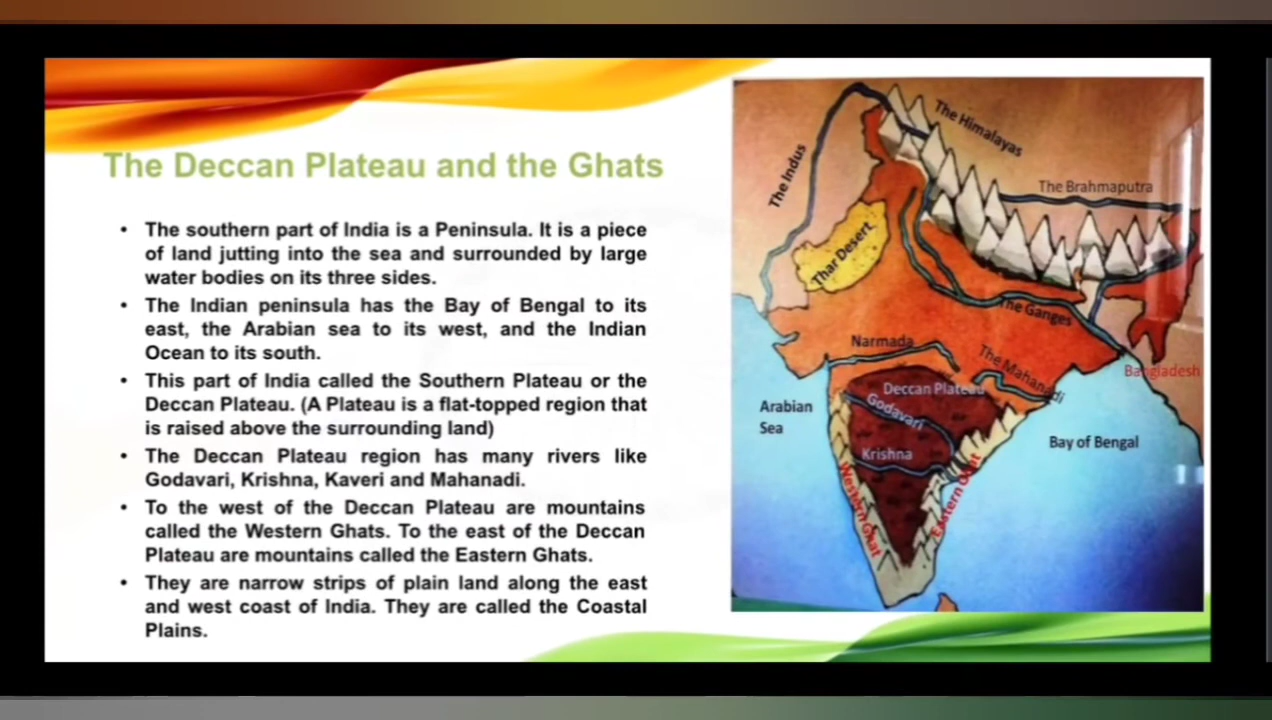 The Deccan Plateau and the Ghats
• The southern part of India is a Peninsula. It is a piece
of land jutting into the sea and surrounded by large
water bodies on its three sides.
• The Indian peninsula has the Bay of Bengal to its
east, the Arabian sea to its west, and the Indian
Ocean to its south.
• This part of India called the Southern Plateau or the
Deccan Plateau. (A Plateau is a flat-topped region that
is raised above the surrounding land)
• The Deccan Plateau region has many rivers like
Godavari, Krishna, Kaveri and Mahanadi.
• To the west of the Deccan Plateau are mountains
called the Western Ghats. To the east of the Deccan
Plateau are mountains called the Eastern Ghats.
• They are narrow strips of plain land along the east
and west coast of India. They are called the Coastal
Plains.
The Himalayas
The Indus
The Brahmaputra
Thar Desert
The Ganges
Narmada
The Mahanadi
Bangladesh
Deccan Plateau
Arabian
Sea
Godavari
Bay of Bengal
Krishna
Western Ghat
Eastern Ghat